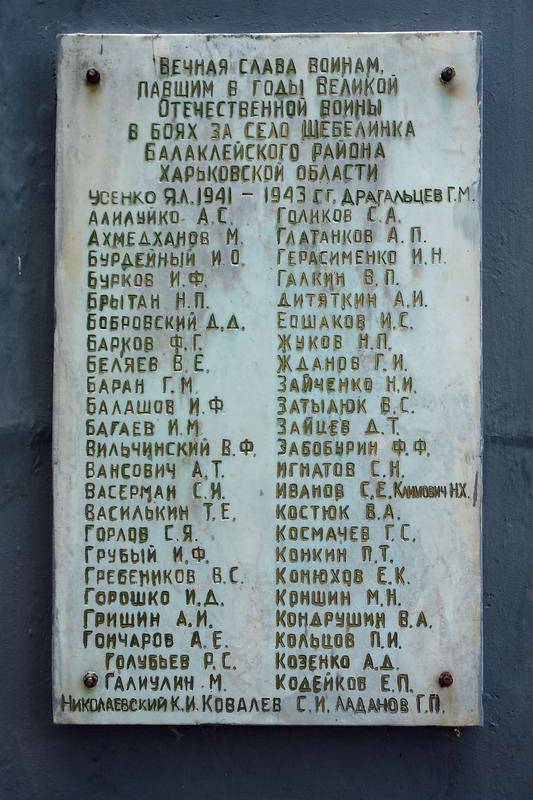 ВЕЧНАЯ СЛАВА ВОИНАМ,
ПАВШИМ В ГОДЫ ВЕЛИКОЙ
ОТЕЧЕСТВЕННОЙ ВОЙНЫ
В БОЯХ ЗА СЕЛО ЩЕБЕЛИНКА
БАЛАКЛЕЙСКОГО РАЙОНА
ХАРЬКОВСКОЙ ОБЛАСТИ
УСЕНКО Я.Л. 1941 – 1943 Г.Г. ДРАГАЛЬЦЕВ Г.М.
АЛИЛУЙКО А.С. ГОЛИКОВ С.А.
АХМЕДХАНОВ М. ГЛАТАНКОВ А.П.
БУРДЕЙНЫЙ И.О. ГЕРАСИМЕНКО И.Н.
БУРКОВ И.Ф. ГАЛКИН В.П.
БРЫТАН Н.П. ДИТЯТКИН А.И.
БОБРОВСКИЙ Д.Д. ЕОШАКОВ И.С.
БАРКОВ Ф.Г. ЖУКОВ Н.П.
БЕЛЯЕВ В.Е. ЖДАНОВ Г.И.
БАРАН Г.М. ЗАЙЧЕНКО Н.И.
БАЛАШОВ И.Ф. ЗАТЫЛЮК В.С.
БАГАЕВ И.М. ЗАЙЦЕВ Д.Т.
ВИЛЬЧИНСКИЙ В.Ф. ЗАБОБУРИН Ф.Ф.
ВАНСОВИЧ А.Т. ИГНАТОВ С.Н.
ВАСЕРМАН С.И. ИВАНОВ С.Е. КЛИМОВИЧ Н.Х.
ВАСИЛЬКИН Т.Е. КОСТЮК В.А.
ГОРЛОВ С.Я. КОСМАЧЕВ Г.С.
ГРУБЫЙ И.Ф. КОНКИН П.Т.
ГРЕБЕНИКОВ В.С. КОНЮХОВ Е.К.
ГОРОШКО И.Д. КОНШИН М.Н.
ГРИШИН А.И. КОНДРУШИН В.А.
ГОНЧАРОВ А.Е. КОЛЬЦОВ П.И.
ГОЛУБЬЕВ Р.С. КОЗЕНКО А.Д.
ГАЛИУЛИН М. КОДЕЙКОВ Е.П.
НИКОЛАЕВСКИЙ К.И. КОВАЛЕВ С.И. ЛАДАНОВ Г.П.